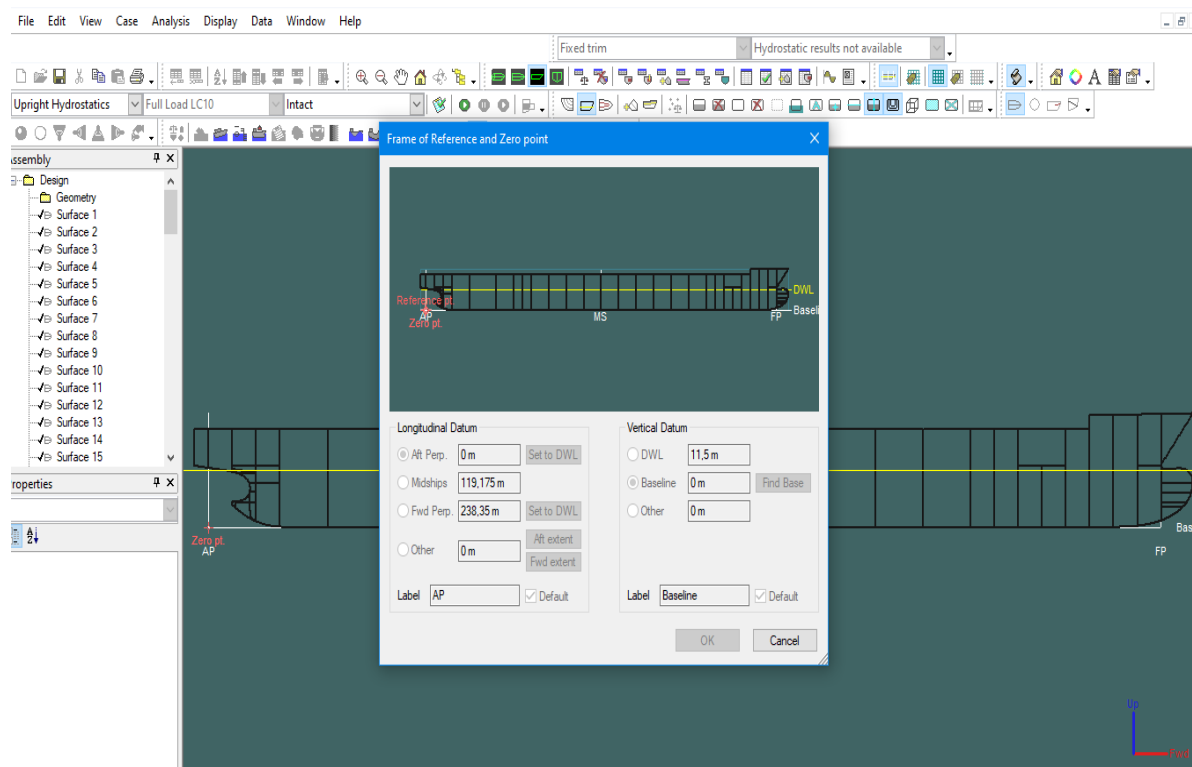 File Edit View Case Analysis Display Data Window Help
Fixed trim Hydrostatic results not available
Upright Hydrostatics Full Load LC10 Intact
Frame of Reference and Zero point
Assembly
Design
Geometry
Surface 1
Surface 2
Surface 3
Surface 4
Surface 5
Surface 6
Surface 7
Surface 8
Surface 9
Surface 10
Surface 11
Surface 12
Surface 13
Surface 14
Surface 15
Properties
Zero pt.
AP
DWL
Reference pt.
AP MS FP Baseli
Zero pt.
Longitudinal Datum
Aft Perp. 0 m Set to DWL
Midships 119,175 m
Fwd Perp. 238,35 m Set to DWL
Other 0 m Aft extent
Fwd extent
Label AP Default
Vertical Datum
DWL 11,5 m
Baseline 0 m Find Base
Other 0 m
Label Baseline Default
OK Cancel
Bas
FP
Up
Fwd